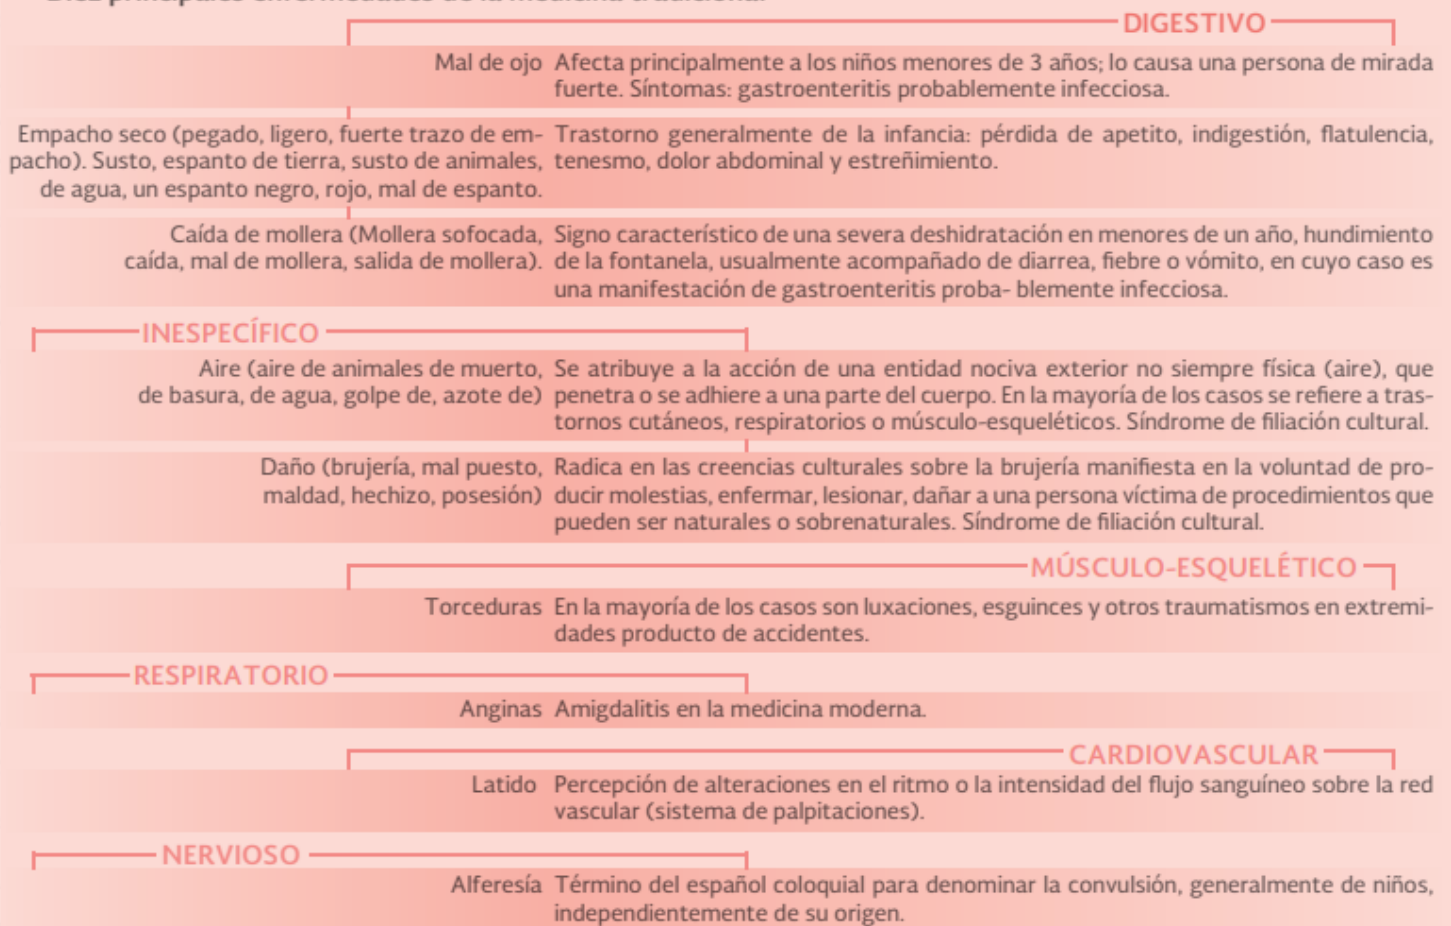 Diez principales enfermedades de la medicina tradicional
DIGESTIVO
Mal de ojo Afecta principalmente a los niños menores de 3 años; lo causa una persona de mirada
fuerte. Síntomas: gastroenteritis probablemente infecciosa.
Empacho seco (pegado, ligero, fuerte trazo de em-
pacho). Susto, espanto de tierra, susto de animales,
de agua, un espanto negro, rojo, mal de espanto.
Trastorno generalmente de la infancia: pérdida de apetito, indigestión, flatulencia,
tenesmo, dolor abdominal y estreñimiento.
Caída de mollera (Mollera sofocada,
caída, mal de mollera, salida de mollera).
Signo característico de una severa deshidratación en menores de un año, hundimiento
de la fontanela, usualmente acompañado de diarrea, fiebre o vómito, en cuyo caso es
una manifestación de gastroenteritis proba- blemente infecciosa.
INESPECÍFICO
Aire (aire de animales de muerto,
de basura, de agua, golpe de, azote de)
Se atribuye a la acción de una entidad nociva exterior no siempre física (aire), que
penetra o se adhiere a una parte del cuerpo. En la mayoría de los casos se refiere a tras-
tornos cutáneos, respiratorios o músculo-esqueléticos. Síndrome de filiación cultural.
Daño (brujería, mal puesto,
maldad, hechizo, posesión)
Radica en las creencias culturales sobre la brujería manifiesta en la voluntad de pro-
ducir molestias, enfermar, lesionar, dañar a una persona víctima de procedimientos que
pueden ser naturales o sobrenaturales. Síndrome de filiación cultural.
MÚSCULO-ESQUELÉTICO
Torceduras En la mayoría de los casos son luxaciones, esguinces y otros traumatismos en extremi-
dades producto de accidentes.
RESPIRATORIO
Anginas Amigdalitis en la medicina moderna.
CARDIOVASCULAR
Latido Percepción de alteraciones en el ritmo o la intensidad del flujo sanguíneo sobre la red
vascular (sistema de palpitaciones).
NERVIOSO
Alferesía Término del español coloquial para denominar la convulsión, generalmente de niños,
independientemente de su origen.